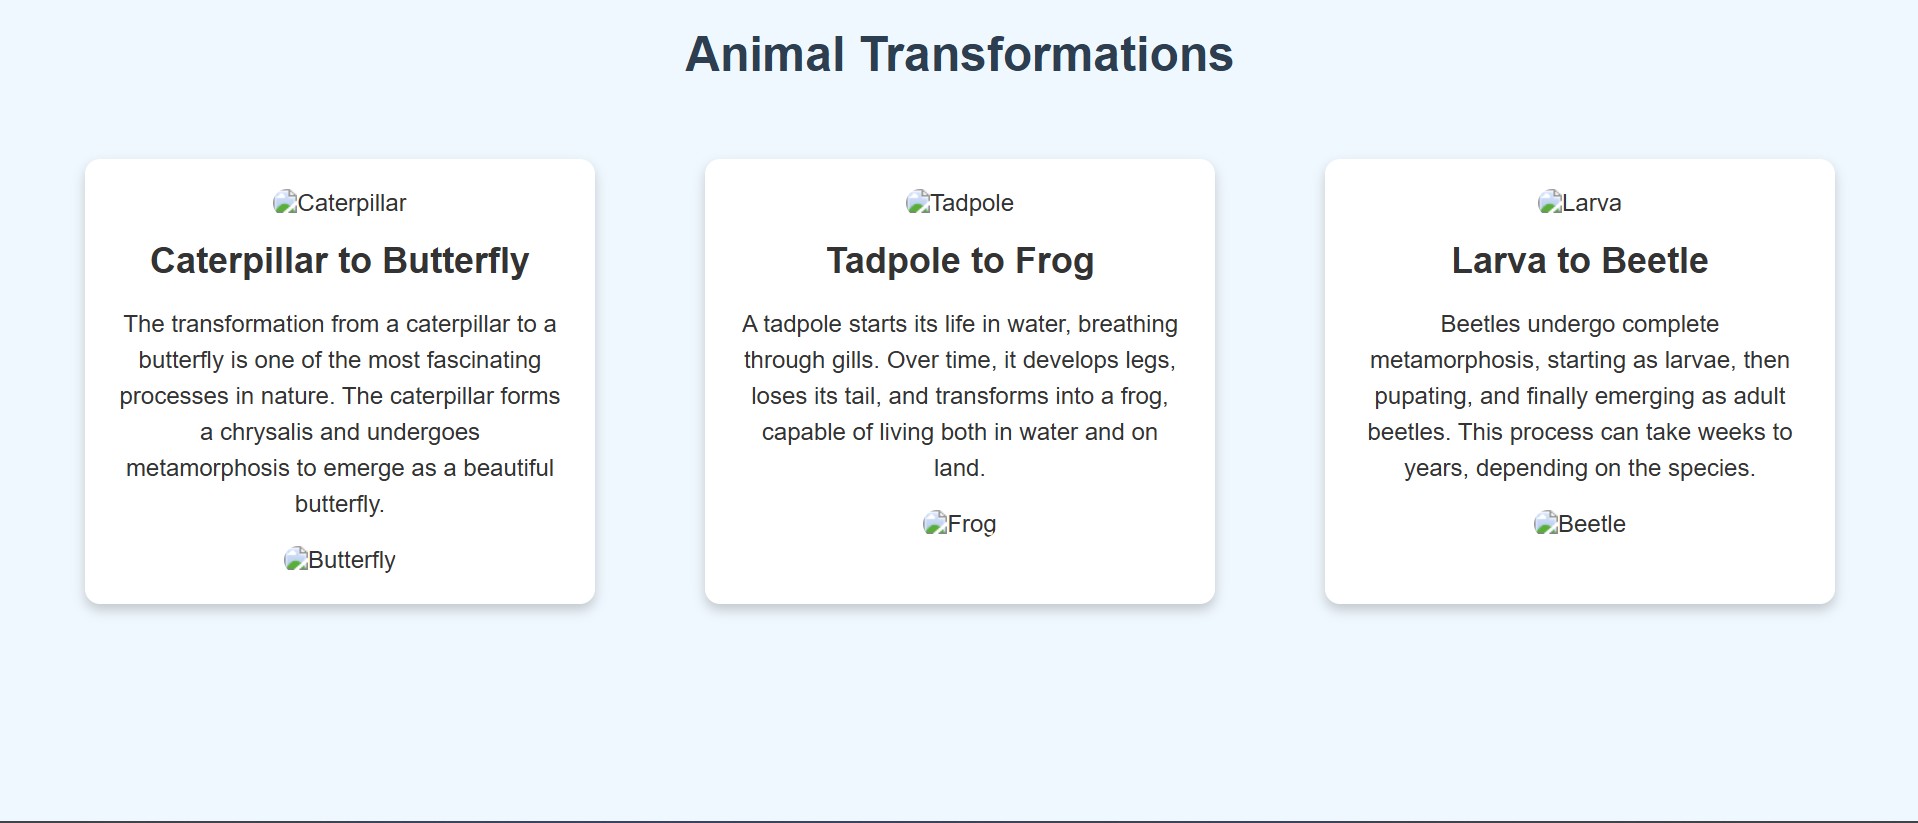 Animal Transformations
Caterpillar
Caterpillar to Butterfly
The transformation from a caterpillar to a
butterfly is one of the most fascinating
processes in nature. The caterpillar forms
a chrysalis and undergoes
metamorphosis to emerge as a beautiful
butterfly.
Butterfly
Tadpole
Tadpole to Frog
A tadpole starts its life in water, breathing
through gills. Over time, it develops legs,
loses its tail, and transforms into a frog,
capable of living both in water and on
land.
Frog
Larva
Larva to Beetle
Beetles undergo complete
metamorphosis, starting as larvae, then
pupating, and finally emerging as adult
beetles. This process can take weeks to
years, depending on the species.
Beetle